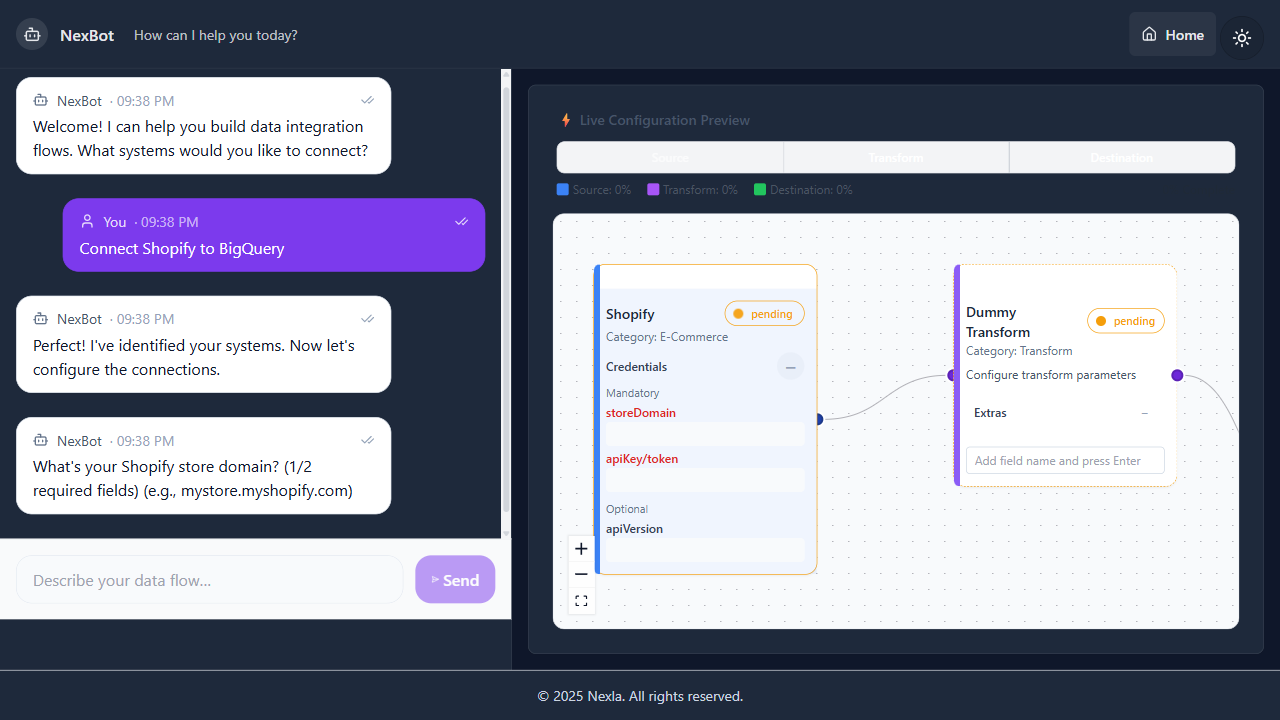 NexBot How can I help you today?
Home
NexBot · 09:38 PM
Welcome! I can help you build data integration
flows. What systems would you like to connect?
You · 09:38 PM
Connect Shopify to BigQuery
NexBot · 09:38 PM
Perfect! I've identified your systems. Now let's
configure the connections.
NexBot · 09:38 PM
What's your Shopify store domain? (1/2
required fields) (e.g., mystore.myshopify.com)
Describe your data flow...
Send
Live Configuration Preview
Source Transform Destination
Source: 0% Transform: 0% Destination: 0%
Shopify pending
Category: E-Commerce
Credentials –
Mandatory
storeDomain
apiKey/token
Optional
apiVersion
Dummy
Transform
pending
Category: Transform
Configure transform parameters
Extras –
Add field name and press Enter
© 2025 Nexla. All rights reserved.